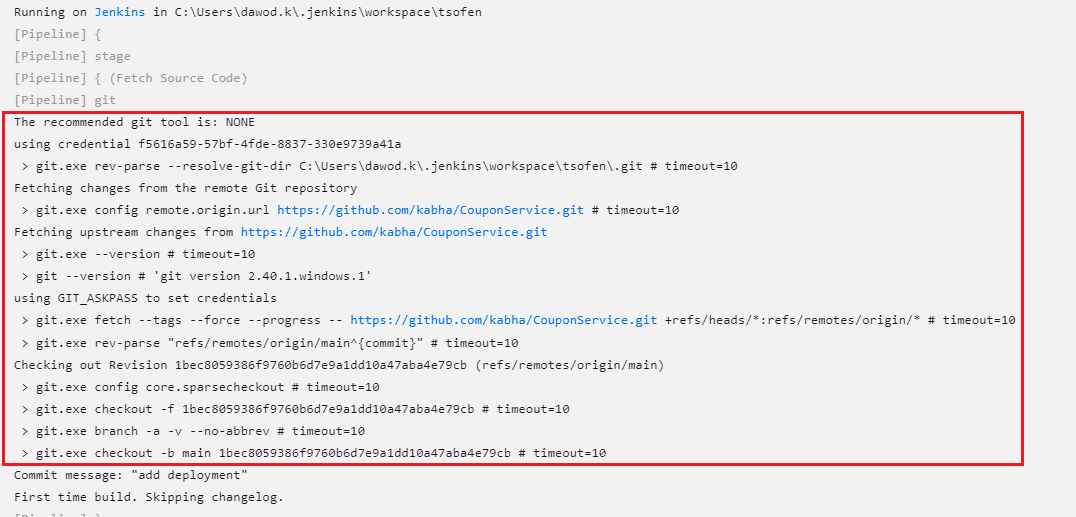 Running on Jenkins in C:\Users\dawod.k\.jenkins\workspace\tsofen
[Pipeline] {
[Pipeline] stage
[Pipeline] { (Fetch Source Code)
[Pipeline] git
The recommended git tool is: NONE
using credential f5616a59-57bf-4fde-8837-330e9739a41a
> git.exe rev-parse --resolve-git-dir C:\Users\dawod.k\.jenkins\workspace\tsofen\.git # timeout=10
Fetching changes from the remote Git repository
> git.exe config remote.origin.url https://github.com/kabha/CouponService.git # timeout=10
Fetching upstream changes from https://github.com/kabha/CouponService.git
> git.exe --version # timeout=10
> git --version # 'git version 2.40.1.windows.1'
using GIT_ASKPASS to set credentials
> git.exe fetch --tags --force --progress -- https://github.com/kabha/CouponService.git +refs/heads/*:refs/remotes/origin/* # timeout=10
> git.exe rev-parse "refs/remotes/origin/main^{commit}" # timeout=10
Checking out Revision 1bec8059386f9760b6d7e9a1dd10a47aba4e79cb (refs/remotes/origin/main)
> git.exe config core.sparsecheckout # timeout=10
> git.exe checkout -f 1bec8059386f9760b6d7e9a1dd10a47aba4e79cb # timeout=10
> git.exe branch -a -v --no-abbrev # timeout=10
> git.exe checkout -b main 1bec8059386f9760b6d7e9a1dd10a47aba4e79cb # timeout=10
Commit message: "add deployment"
First time build. Skipping changelog.
[Pipeline] }